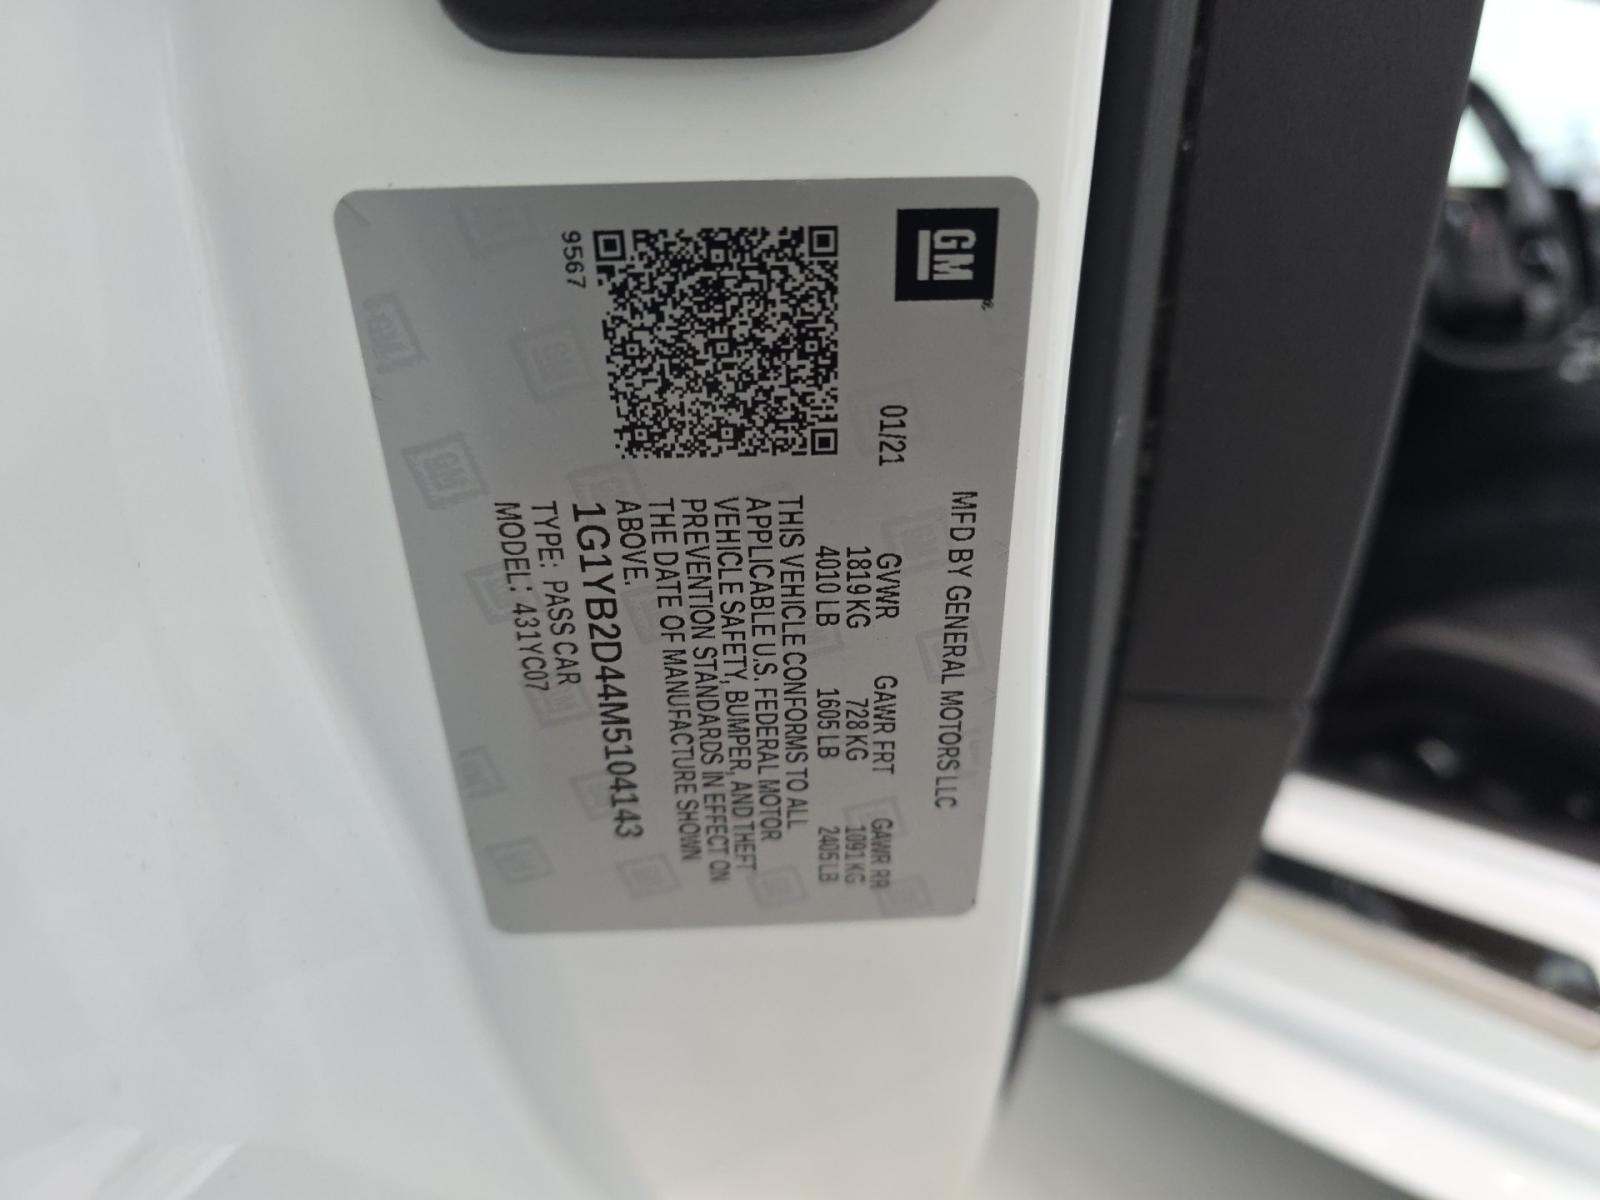 GM
MFD BY GENERAL MOTORS LLC
01/21
GVWR GAWR FRT GAWR RR
1819 KG 728 KG 1091 KG
4010 LB 1605 LB 2405 LB
THIS VEHICLE CONFORMS TO ALL
APPLICABLE U.S. FEDERAL MOTOR
VEHICLE SAFETY, BUMPER, AND THEFT
PREVENTION STANDARDS IN EFFECT ON
THE DATE OF MANUFACTURE SHOWN
ABOVE.
1G1YB2D44M5104143
TYPE: PASS CAR
MODEL: 431YC07
9567